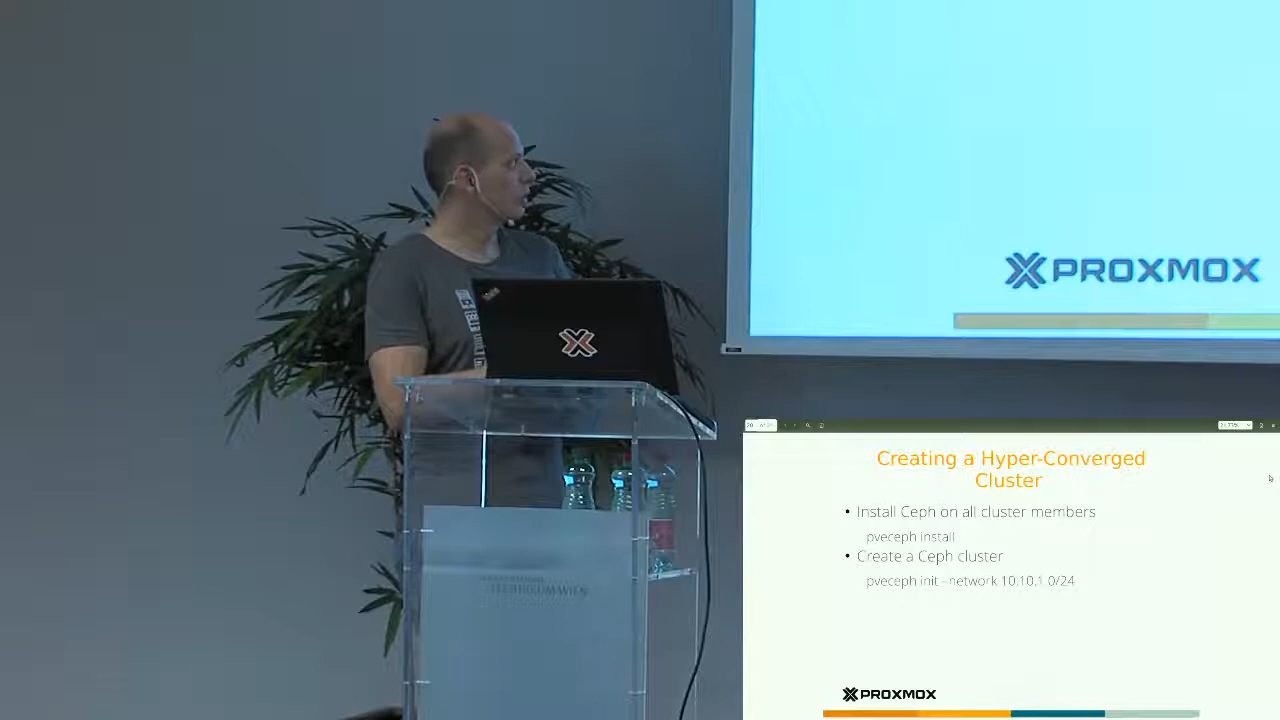 PROXMOX
Creating a Hyper-Converged
Cluster
• Install Ceph on all cluster members
pveceph install
• Create a Ceph cluster
pveceph init –network 10.10.1.0/24
PROXMOX